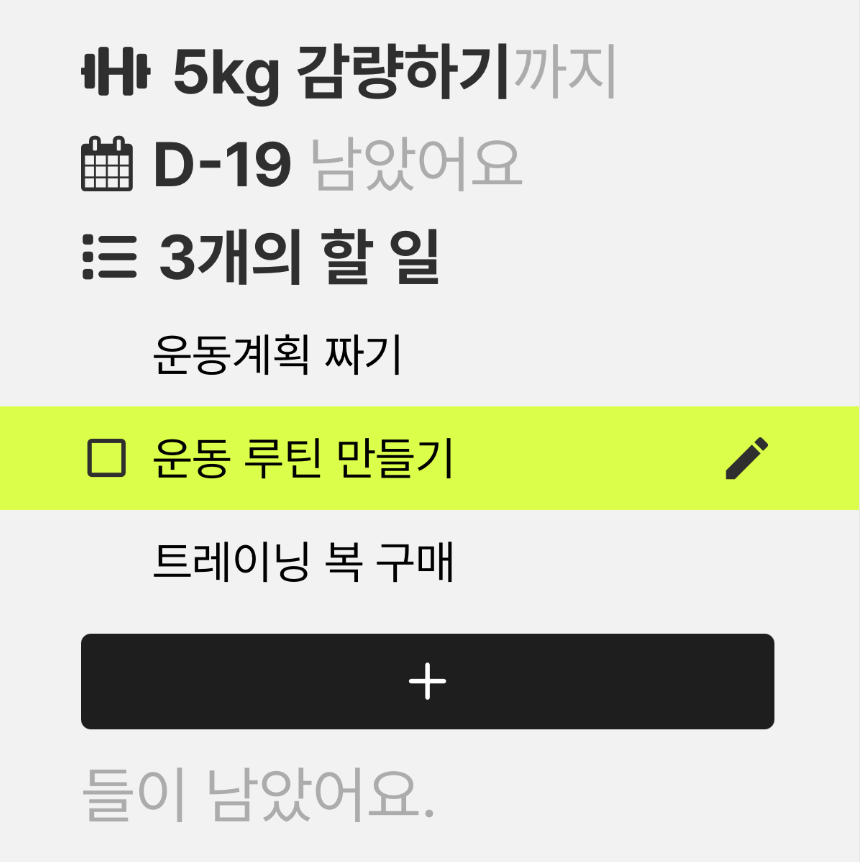 5kg 감량하기까지
D-19 남았어요
3개의 할 일
운동계획 짜기
운동 루틴 만들기
트레이닝 복 구매
+
들이 남았어요.